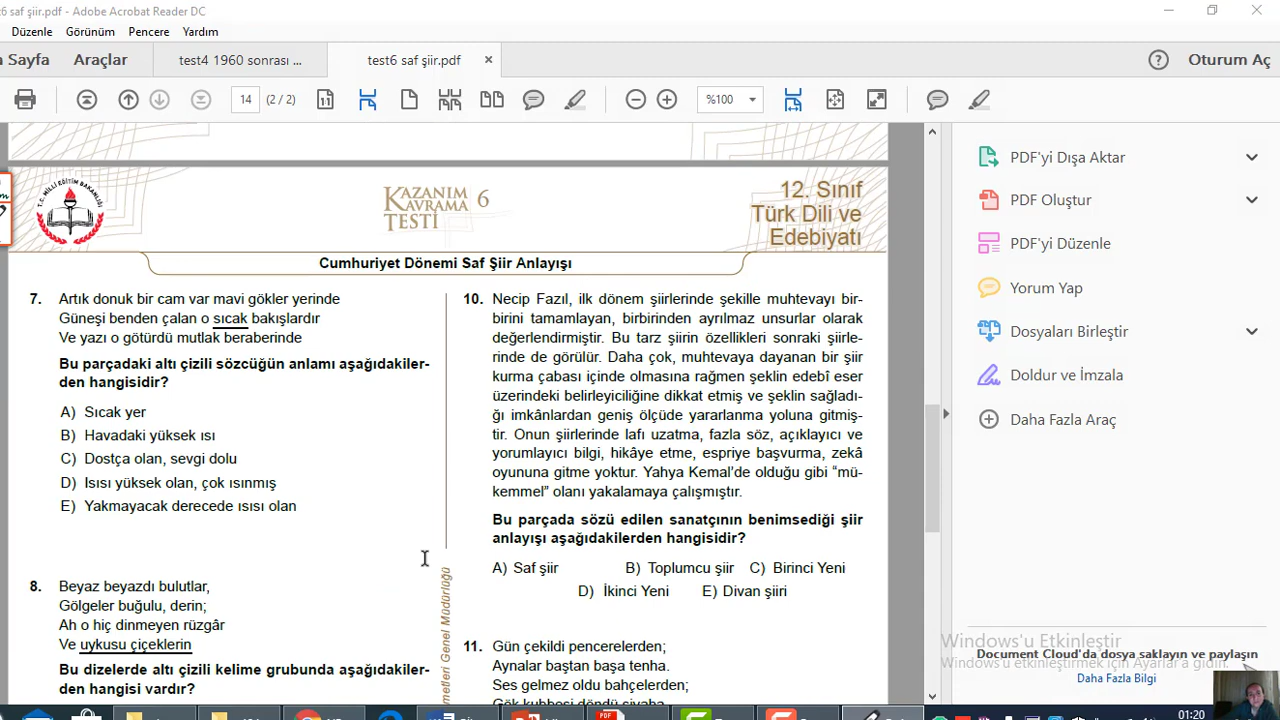 t6 saf şiir.pdf - Adobe Acrobat Reader DC
Düzenle Görünüm Pencere Yardım
Sayfa Araçlar test4 1960 sonrası ... test6 saf şiir.pdf Oturum Aç
14 (2 / 2) %100
T.C. MİLLÎ EĞİTİM BAKANLIĞI
KAZANIM KAVRAMA TESTİ 6
12. Sınıf
Türk Dili ve
Edebiyatı
Cumhuriyet Dönemi Saf Şiir Anlayışı
7. Artık donuk bir cam var mavi gökler yerinde
Güneşi benden çalan o sıcak bakışlardır
Ve yazı o götürdü mutlak beraberinde
Bu parçadaki altı çizili sözcüğün anlamı aşağıdakiler-
den hangisidir?
A) Sıcak yer
B) Havadaki yüksek ısı
C) Dostça olan, sevgi dolu
D) Isısı yüksek olan, çok ısınmış
E) Yakmayacak derecede ısısı olan
8. Beyaz beyazdı bulutlar,
Gölgeler buğulu, derin;
Ah o hiç dinmeyen rüzgâr
Ve uykusu çiçeklerin
Bu dizelerde altı çizili kelime grubunda aşağıdakiler-
den hangisi vardır?
metleri Genel Müdürlüğü
10. Necip Fazıl, ilk dönem şiirlerinde şekille muhtevayı bir-
birini tamamlayan, birbirinden ayrılmaz unsurlar olarak
değerlendirmiştir. Bu tarz şiirin özellikleri sonraki şiirle-
rinde de görülür. Daha çok, muhtevaya dayanan bir şiir
kurma çabası içinde olmasına rağmen şeklin edebî eser
üzerindeki belirleyiciliğine dikkat etmiş ve şeklin sağladı-
ğı imkânlardan geniş ölçüde yararlanma yoluna gitmiş-
tir. Onun şiirlerinde lafı uzatma, fazla söz, açıklayıcı ve
yorumlayıcı bilgi, hikâye etme, espriye başvurma, zekâ
oyununa gitme yoktur. Yahya Kemal’de olduğu gibi “mü-
kemmel” olanı yakalamaya çalışmıştır.
Bu parçada sözü edilen sanatçının benimsediği şiir
anlayışı aşağıdakilerden hangisidir?
A) Saf şiir B) Toplumcu şiir C) Birinci Yeni
D) İkinci Yeni E) Divan şiiri
11. Gün çekildi pencerelerden;
Aynalar baştan başa tenha.
Ses gelmez oldu bahçelerden;
Gök kubbesi döndü siyaha
PDF'yi Dışa Aktar
PDF Oluştur
PDF'yi Düzenle
Yorum Yap
Dosyaları Birleştir
Doldur ve İmzala
Daha Fazla Araç
Windows'u Etkinleştir
Windows'u etkinleştirmek için Ayarlar'a gidin.
Document Cloud'da dosya saklayın ve paylaşın
Daha Fazla Bilgi
01:20